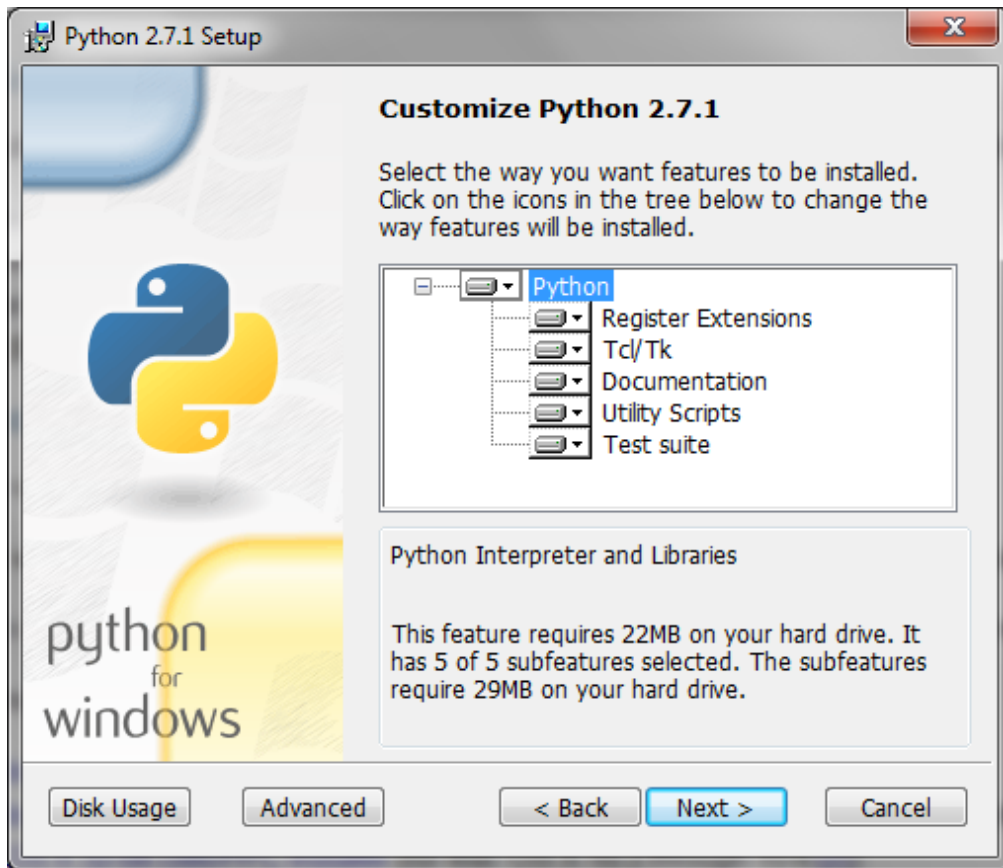 Python 2.7.1 Setup
Customize Python 2.7.1
Select the way you want features to be installed.
Click on the icons in the tree below to change the
way features will be installed.
Python
Register Extensions
Tcl/Tk
Documentation
Utility Scripts
Test suite
Python Interpreter and Libraries
This feature requires 22MB on your hard drive. It
has 5 of 5 subfeatures selected. The subfeatures
require 29MB on your hard drive.
python
for
windows
Disk Usage
Advanced
< Back
Next >
Cancel